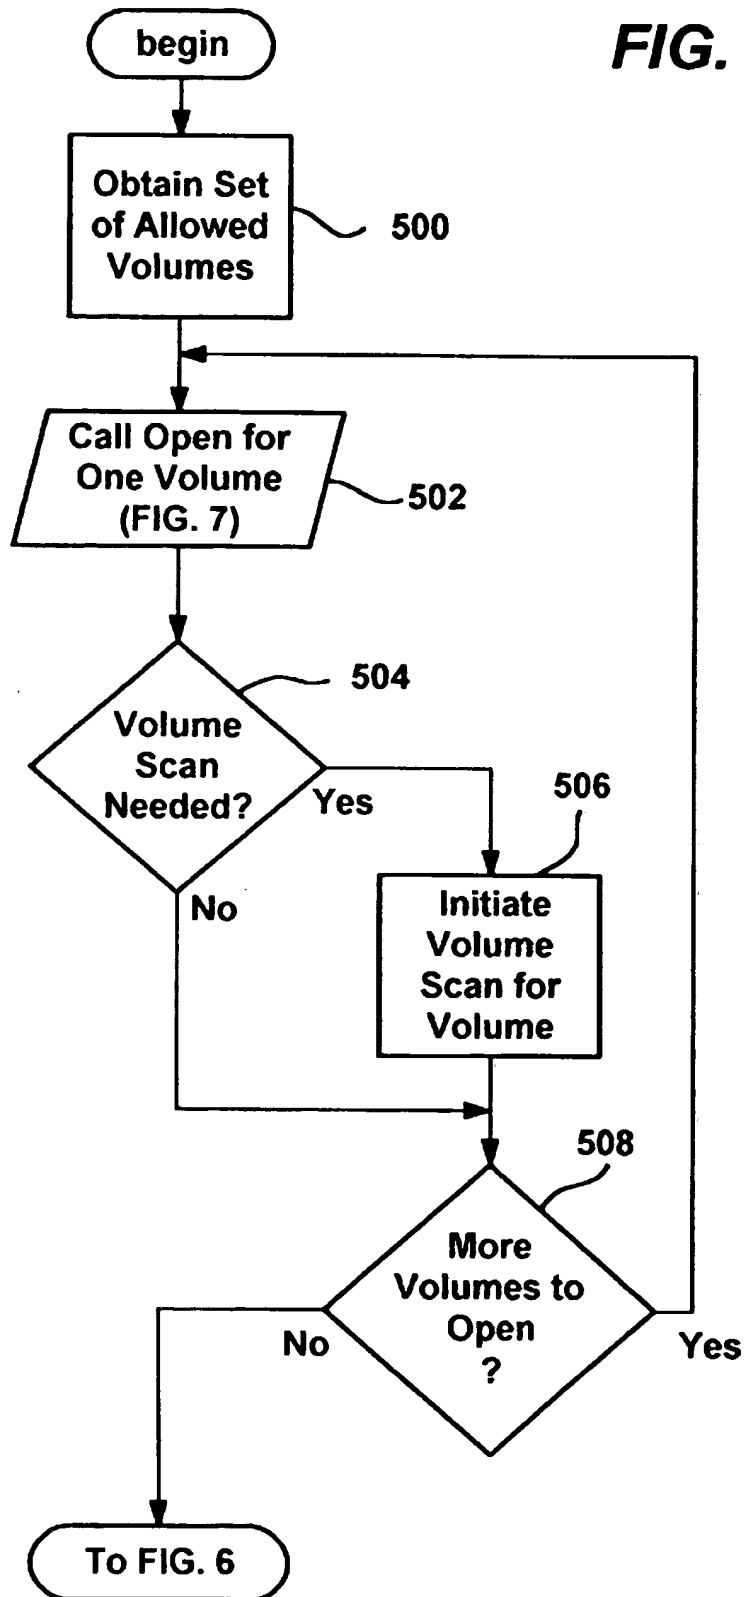 begin
FIG.
Obtain Set
of Allowed
Volumes
500
Call Open for
One Volume
(FIG. 7)
502
504
Volume
Scan
Needed?
Yes
506
No
Initiate
Volume
Scan for
Volume
508
More
Volumes to
Open
?
No
Yes
To FIG. 6